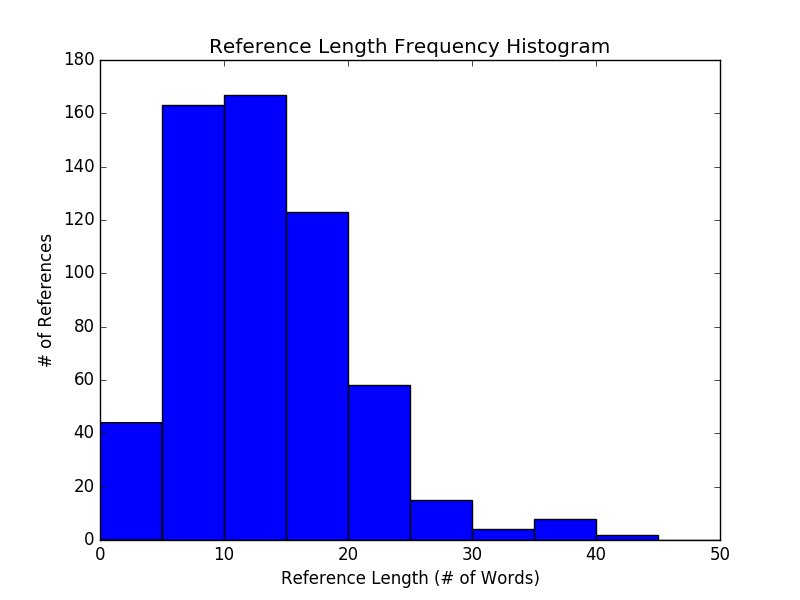 Reference Length Frequency Histogram
180
160
140
120
100
80
60
40
20
0
# of References
0 10 20 30 40 50
Reference Length (# of Words)